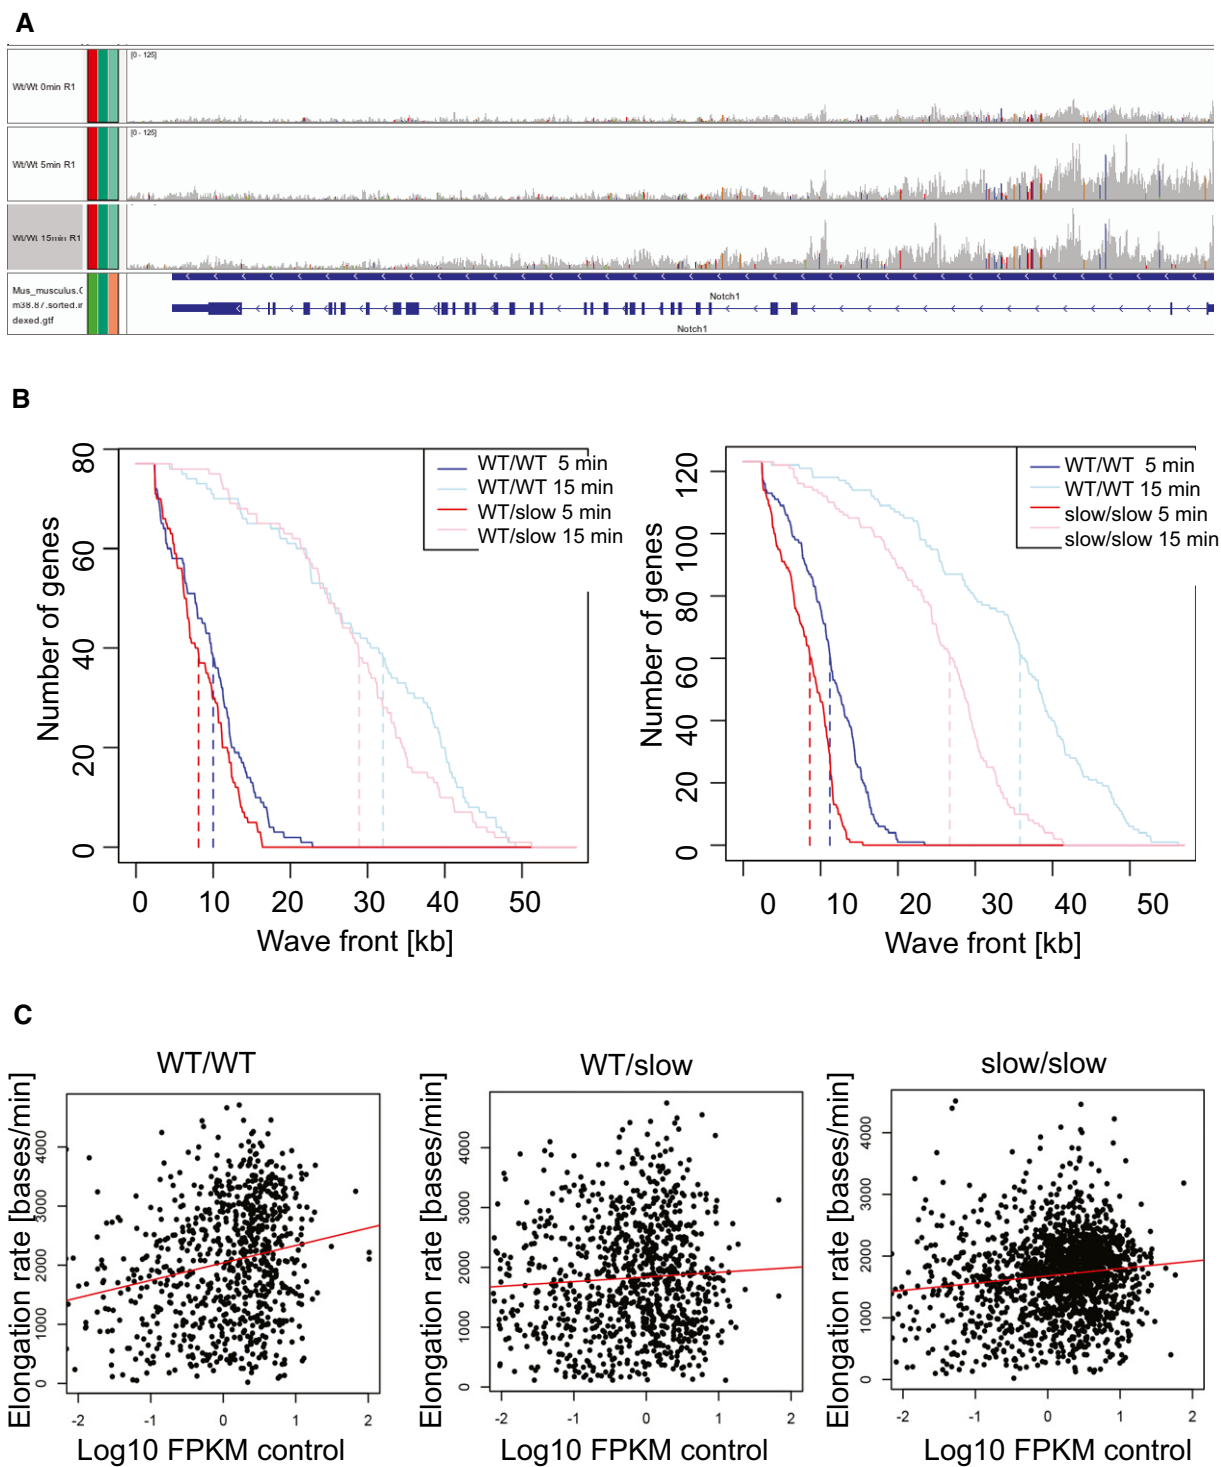 A
[0 - 125]
Wt/Wt 0min R1
[0 - 125]
Wt/Wt 5min R1
Wt/Wt 15min R1
Mus_musculus.G
m38.87.sorted.in
dexed.gtf
Notch1
Notch1
B
Number of genes
80
60
40
20
0
WT/WT 5 min
WT/WT 15 min
WT/slow 5 min
WT/slow 15 min
0 10 20 30 40 50
Wave front [kb]
Number of genes
120
100
80
60
40
20
0
WT/WT 5 min
WT/WT 15 min
slow/slow 5 min
slow/slow 15 min
0 10 20 30 40 50
Wave front [kb]
C
WT/WT
Elongation rate [bases/min]
4000
3000
2000
1000
0
-2 -1 0 1 2
Log10 FPKM control
WT/slow
Elongation rate [bases/min]
4000
3000
2000
1000
0
-2 -1 0 1 2
Log10 FPKM control
slow/slow
Elongation rate [bases/min]
4000
3000
2000
1000
0
-2 -1 0 1 2
Log10 FPKM control